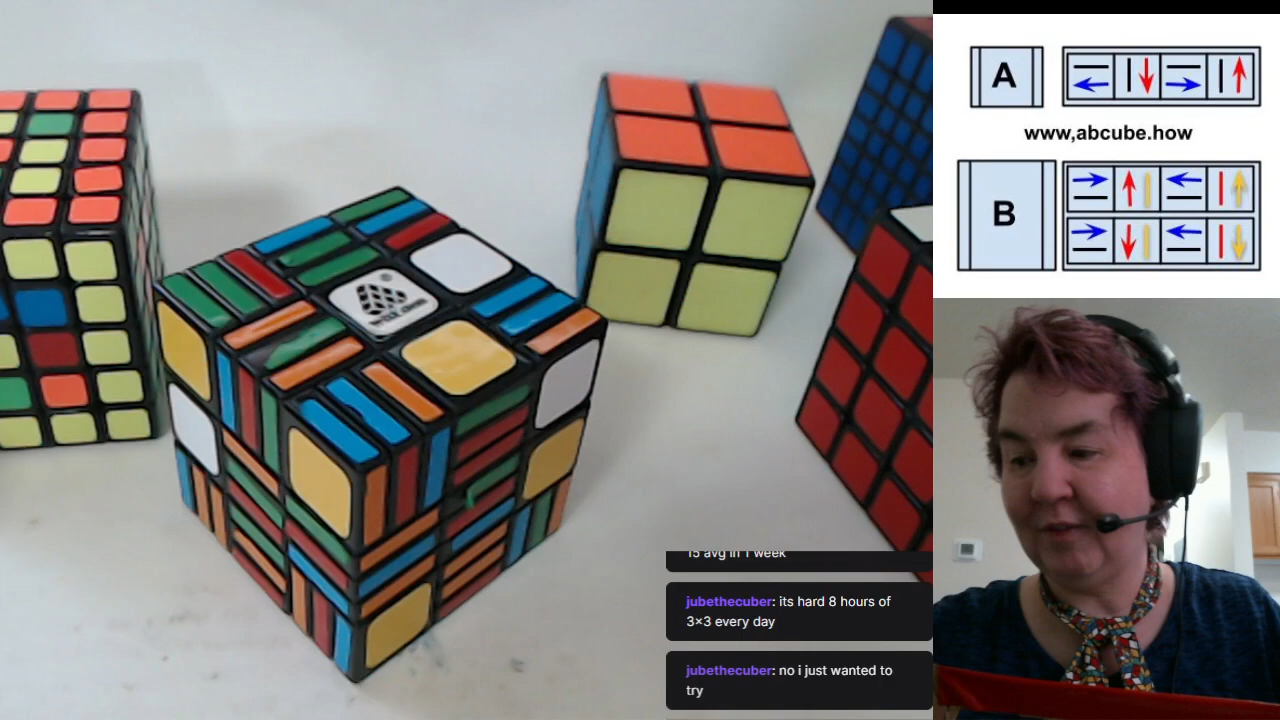 A
www,abcube.how
B
15 avg in 1 week
jubethecuber: its hard 8 hours of
3×3 every day
jubethecuber: no i just wanted to
try